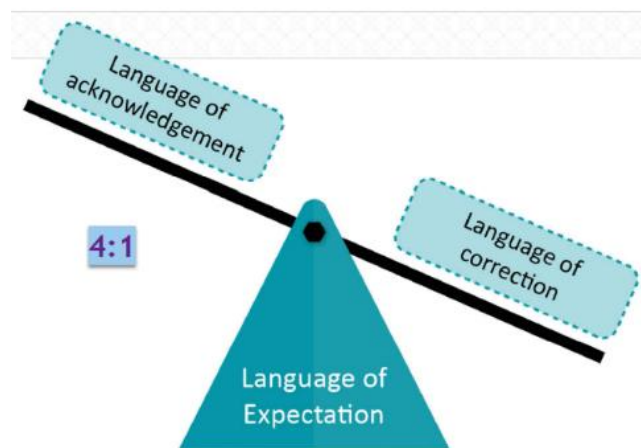 Language of
acknowledgement
Language of
correction
4:1
Language of
Expectation